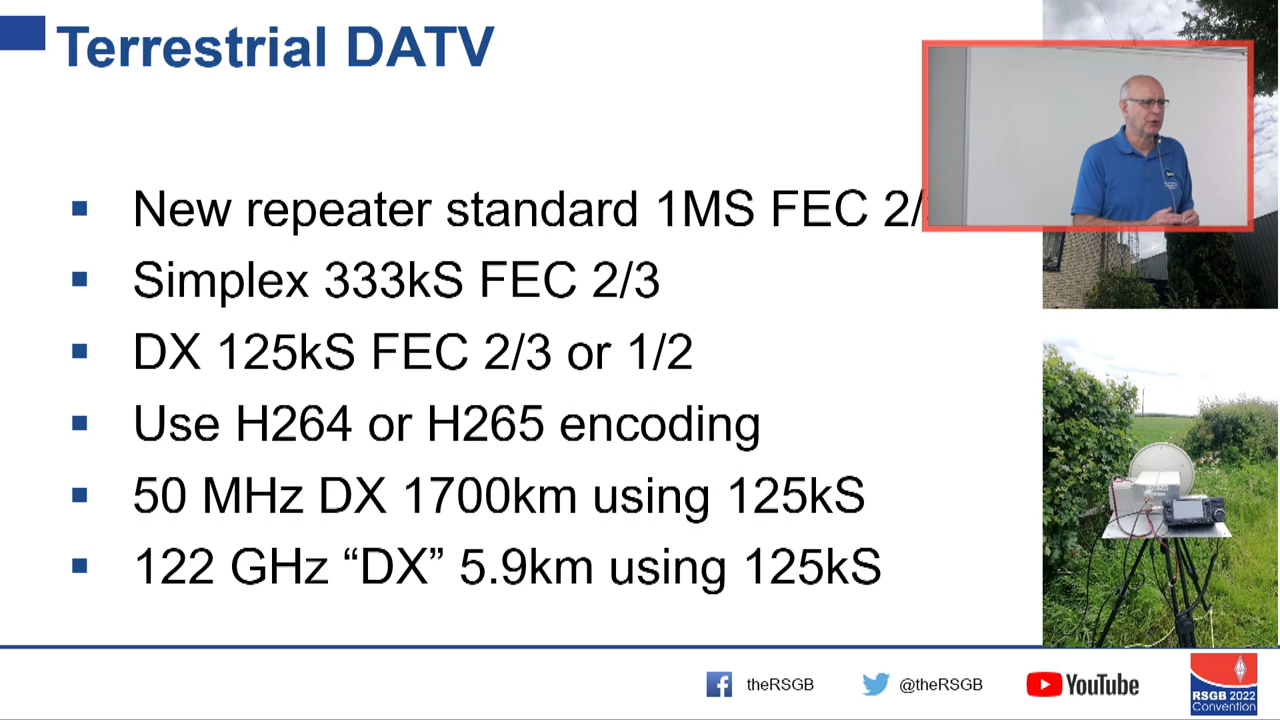 Terrestrial DATV
New repeater standard 1MS FEC 2/
Simplex 333kS FEC 2/3
DX 125kS FEC 2/3 or 1/2
Use H264 or H265 encoding
50 MHz DX 1700km using 125kS
122 GHz “DX” 5.9km using 125kS
theRSGB
@theRSGB
YouTube
RSGB 2022
Convention